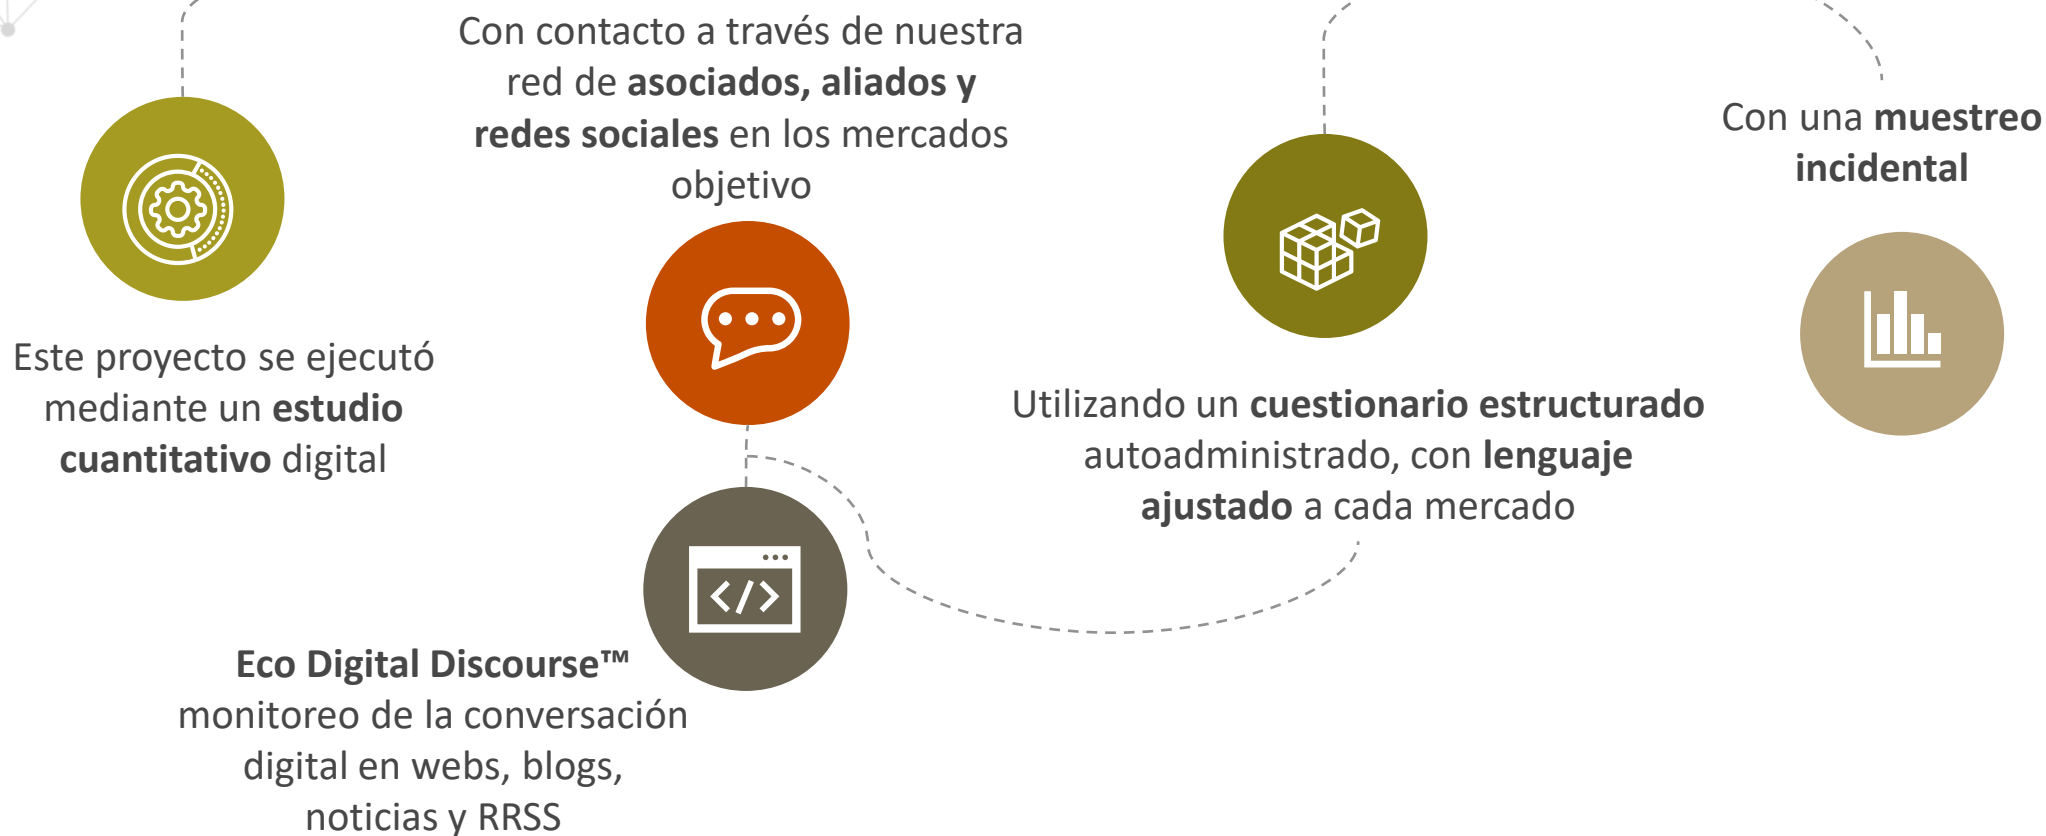 Este proyecto se ejecutó
mediante un estudio
cuantitativo digital
Con contacto a través de nuestra
red de asociados, aliados y
redes sociales en los mercados
objetivo
Eco Digital Discourse™
monitoreo de la conversación
digital en webs, blogs,
noticias y RRSS
Utilizando un cuestionario estructurado
autoadministrado, con lenguaje
ajustado a cada mercado
Con una muestreo
incidental